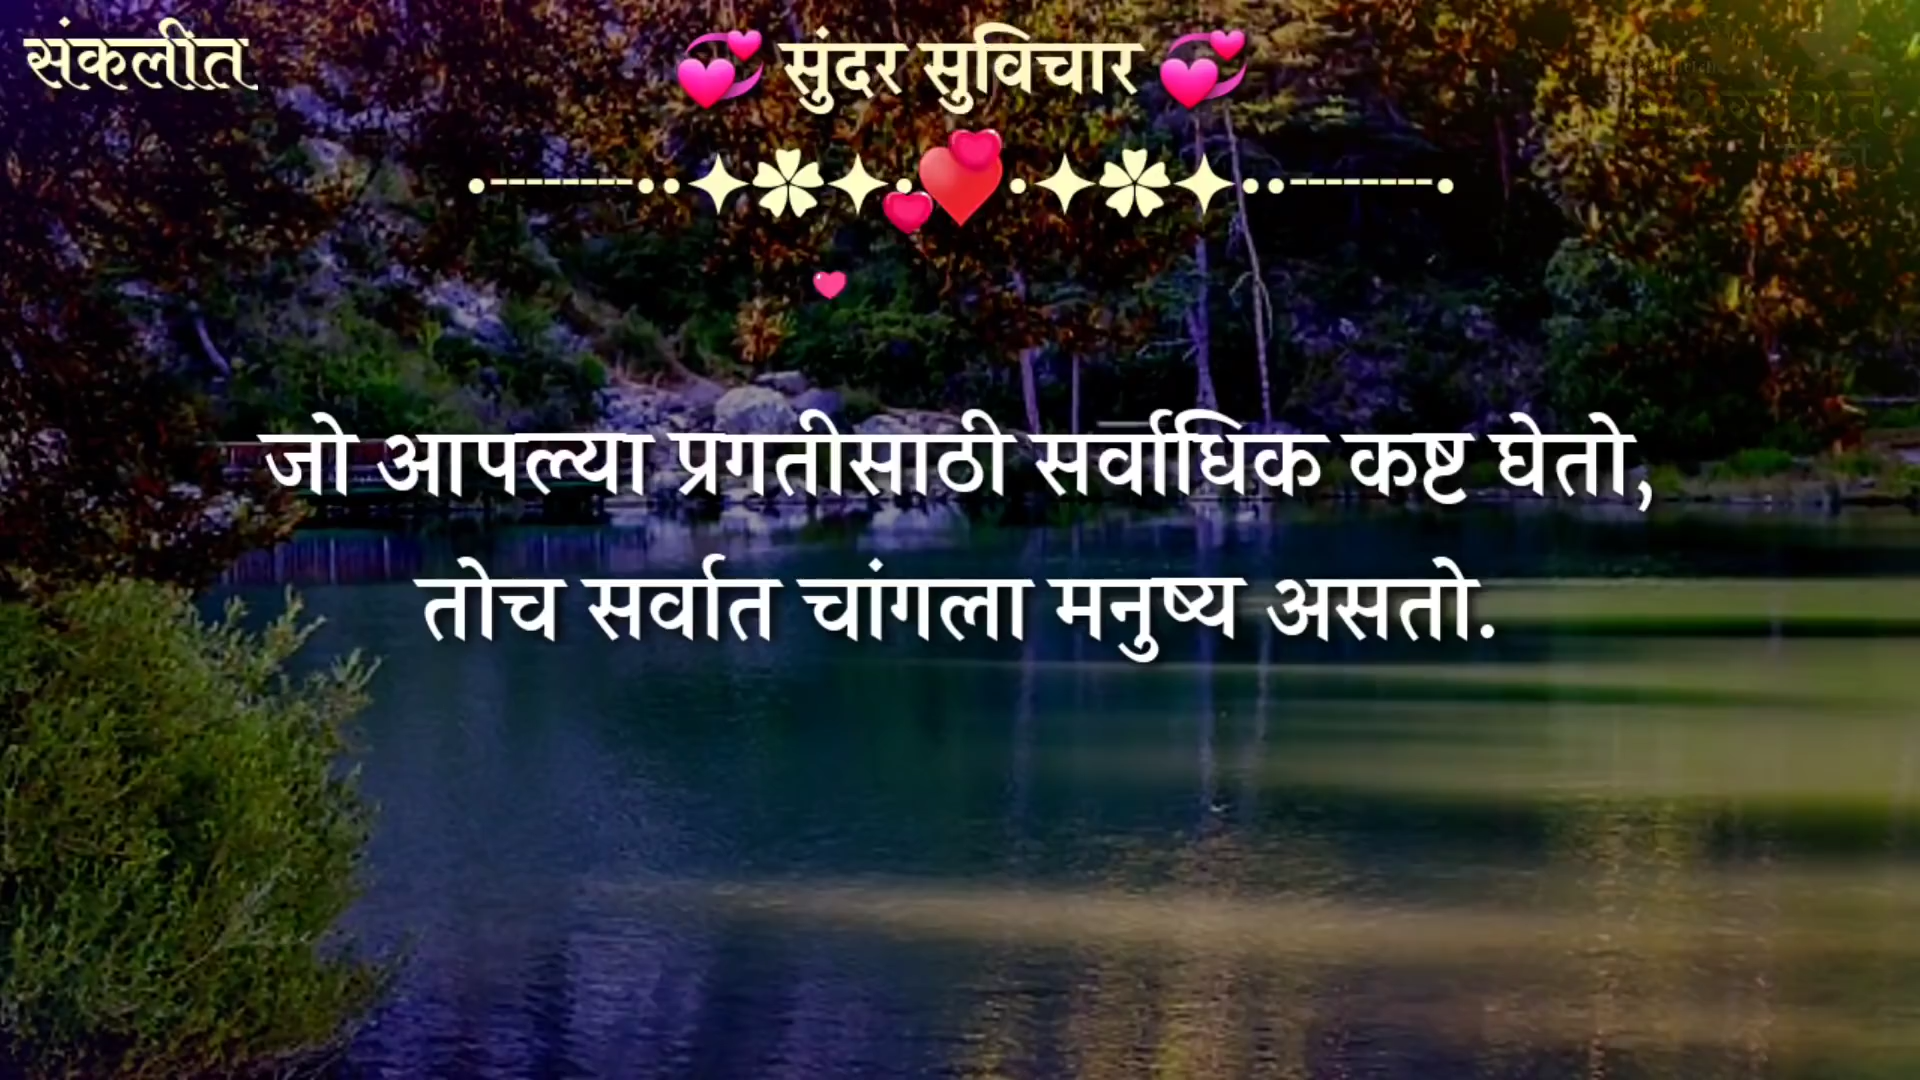 संकलीत
💞 सुंदर सुविचार 💞
•--------••✦✤✦•💕•✦✤✦••--------•
जो आपल्या प्रगतीसाठी सर्वाधिक कष्ट घेतो,
तोच सर्वात चांगला मनुष्य असतो.